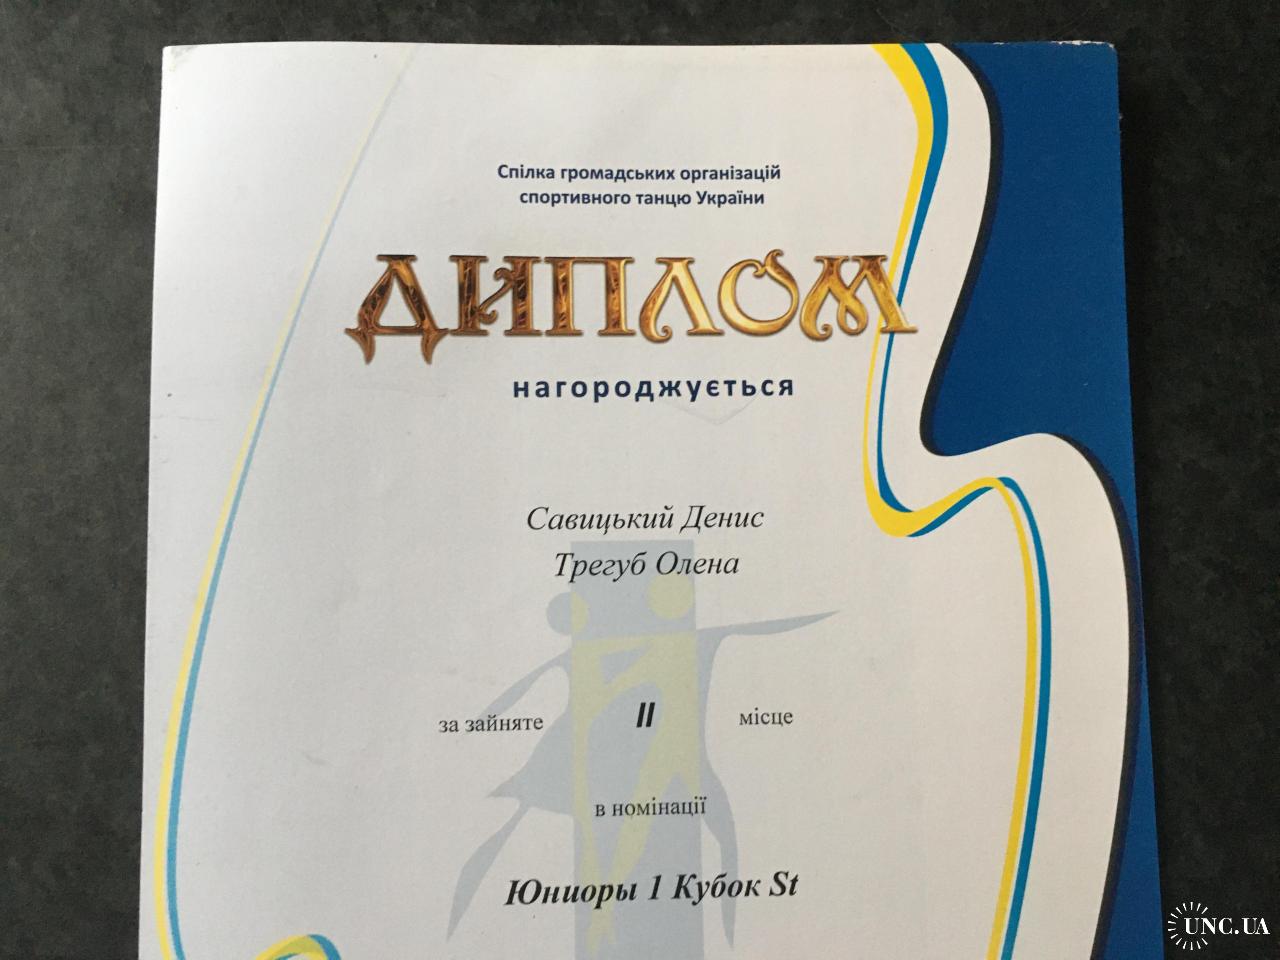 Спілка громадських організацій
спортивного танцю України
ДИПЛОМ
нагороджується
Савицький Денис
Трегуб Олена
за зайняте II місце
в номінації
Юниоры 1 Кубок St
UNC.UA